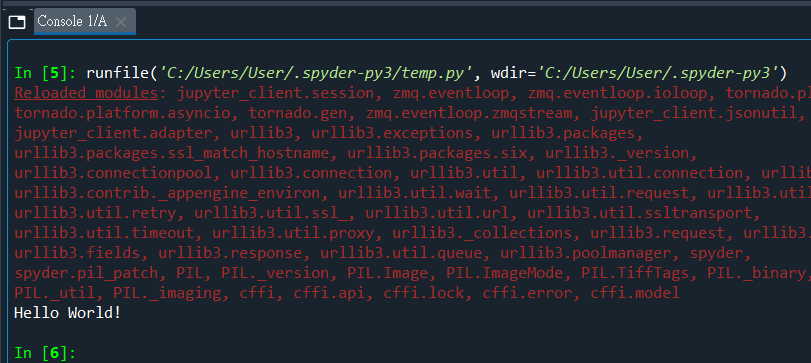 Console 1/A
In [5]: runfile('C:/Users/User/.spyder-py3/temp.py', wdir='C:/Users/User/.spyder-py3')
Reloaded modules: jupyter_client.session, zmq.eventloop, zmq.eventloop.ioloop, tornado.pl
tornado.platform.asyncio, tornado.gen, zmq.eventloop.zmqstream, jupyter_client.jsonutil,
jupyter_client.adapter, urllib3, urllib3.exceptions, urllib3.packages,
urllib3.packages.ssl_match_hostname, urllib3.packages.six, urllib3._version,
urllib3.connectionpool, urllib3.connection, urllib3.util, urllib3.util.connection, urllib
urllib3.contrib._appengine_environ, urllib3.util.wait, urllib3.util.request, urllib3.util
urllib3.util.retry, urllib3.util.ssl_, urllib3.util.url, urllib3.util.ssltransport,
urllib3.util.timeout, urllib3.util.proxy, urllib3._collections, urllib3.request, urllib3.
urllib3.fields, urllib3.response, urllib3.util.queue, urllib3.poolmanager, spyder,
spyder.pil_patch, PIL, PIL._version, PIL.Image, PIL.ImageMode, PIL.TiffTags, PIL._binary,
PIL._util, PIL._imaging, cffi, cffi.api, cffi.lock, cffi.error, cffi.model
Hello World!
In [6]: